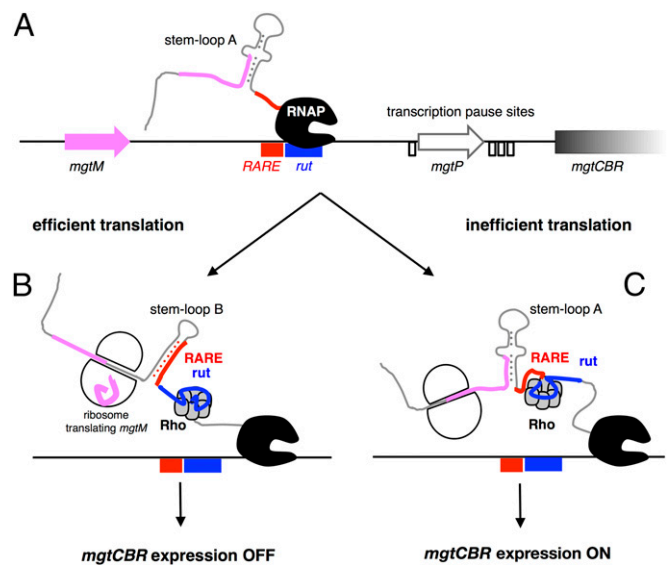 A
stem-loop A
RNAP
transcription pause sites
mgtM
RARE
rut
mgtP
mgtCBR
efficient translation
inefficient translation
B
stem-loop B
RARE
rut
ribosome
translating mgtM
Rho
mgtCBR expression OFF
C
stem-loop A
RARE
rut
Rho
mgtCBR expression ON